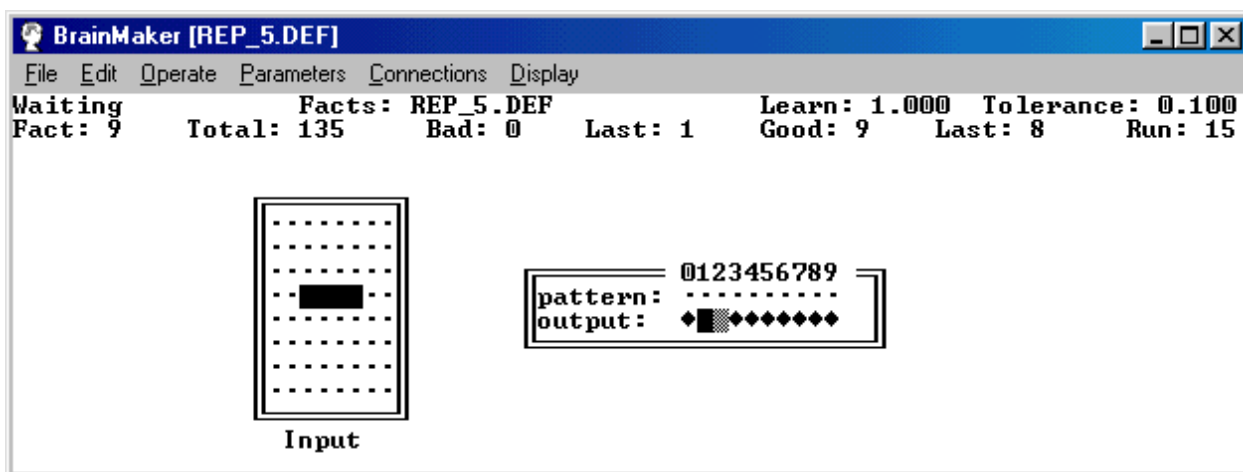 BrainMaker [REP_5.DEF]
File Edit Operate Parameters Connections Display
Waiting Facts: REP_5.DEF Learn: 1.000 Tolerance: 0.100
Fact: 9 Total: 135 Bad: 0 Last: 1 Good: 9 Last: 8 Run: 15
0123456789
pattern: ----------
output:
Input